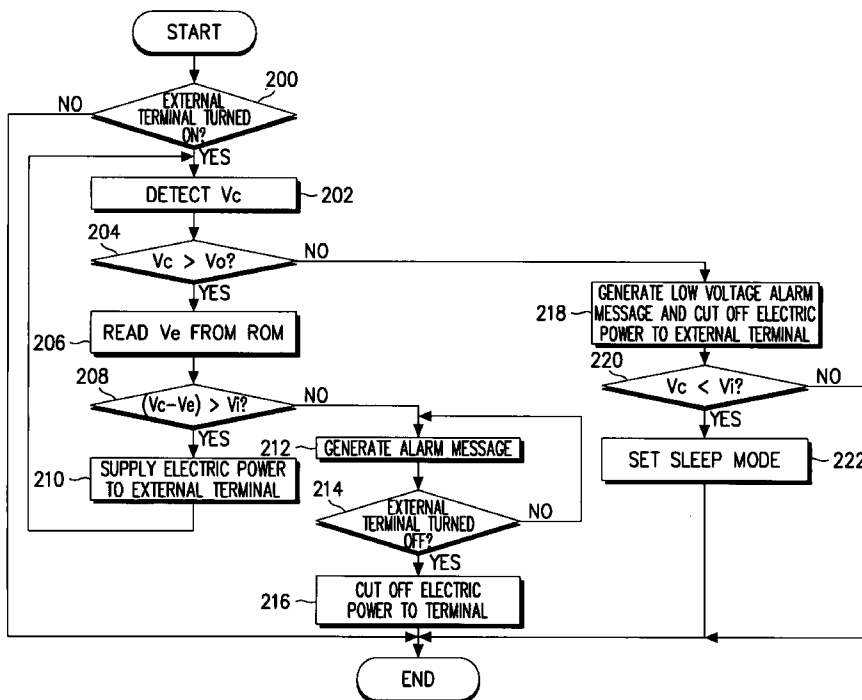 START
200
NO
EXTERNAL
TERMINAL TURNED
ON?
YES
DETECT Vc
202
204
Vc > Vo?
NO
YES
206
READ Ve FROM ROM
218
GENERATE LOW VOLTAGE ALARM
MESSAGE AND CUT OFF ELECTRIC
POWER TO EXTERNAL TERMINAL
208
(Vc-Ve) > Vi?
NO
YES
220
Vc < Vi?
NO
YES
210
SUPPLY ELECTRIC POWER
TO EXTERNAL TERMINAL
212
GENERATE ALARM MESSAGE
SET SLEEP MODE
222
214
EXTERNAL
TERMINAL TURNED
OFF?
NO
YES
216
CUT OFF ELECTRIC
POWER TO TERMINAL
END